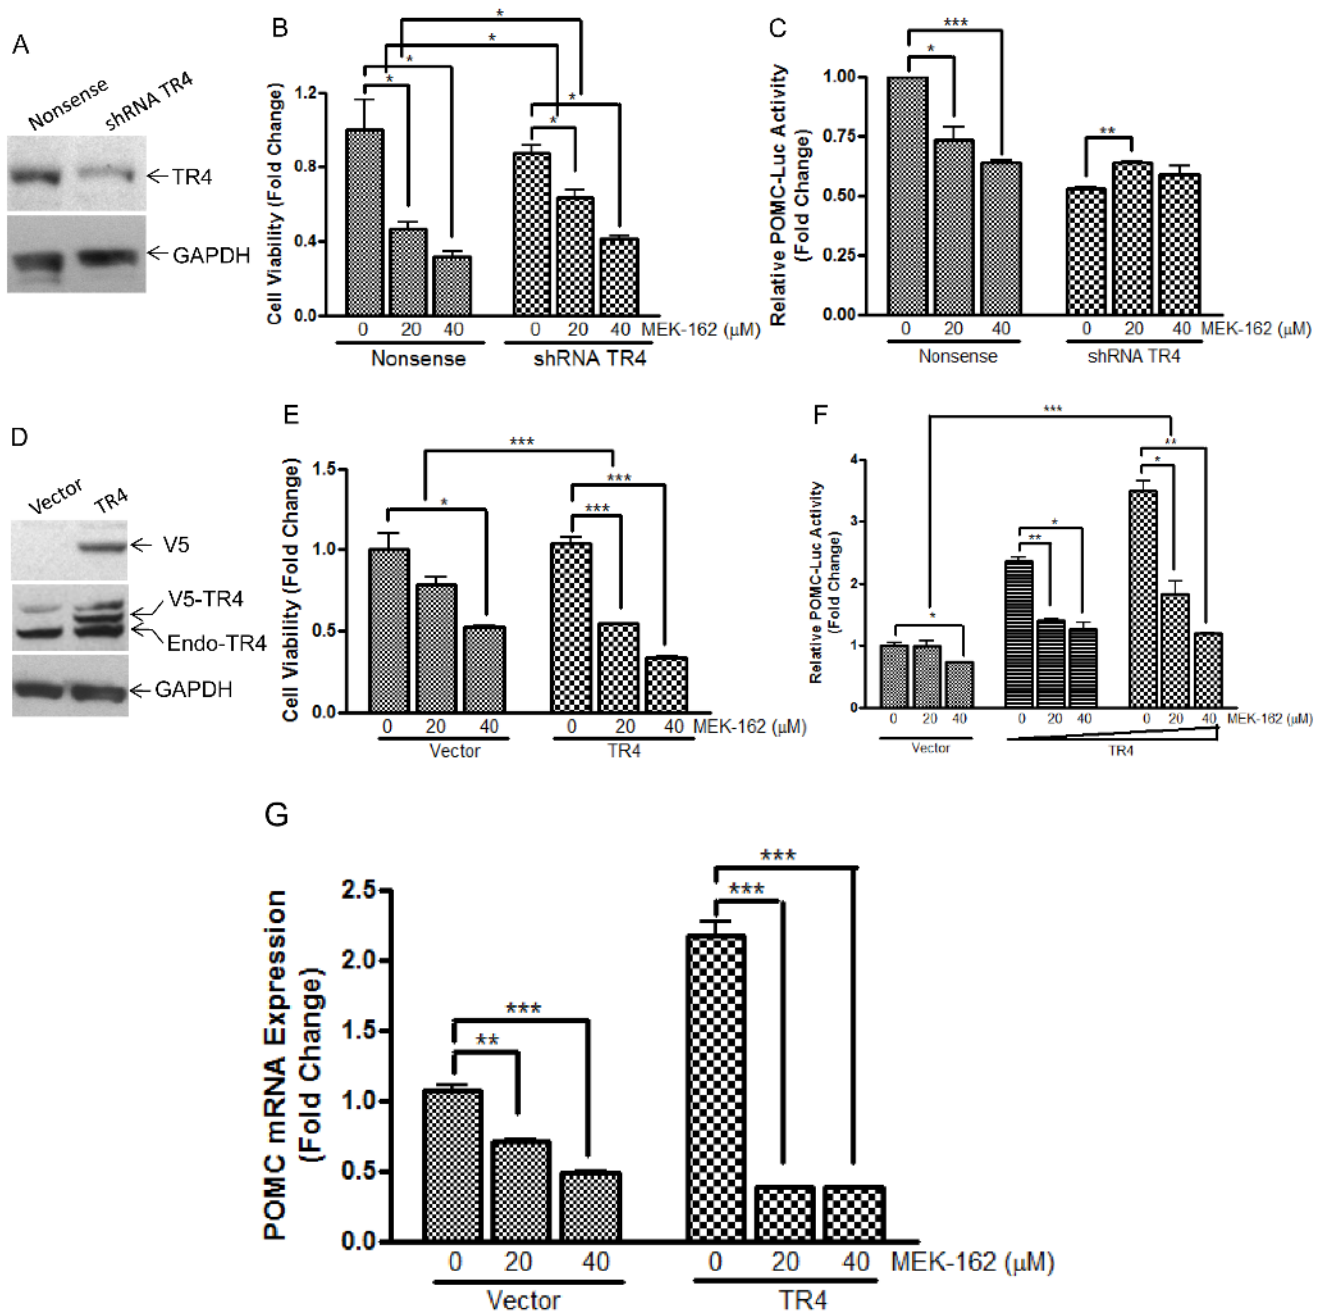 A
Nonsense
shRNA TR4
TR4
GAPDH
B
Cell Viability (Fold Change)
1.2
0.8
0.4
0.0
*
*
*
*
*
*
0 20 40 0 20 40 MEK-162 (µM)
Nonsense shRNA TR4
C
Relative POMC-Luc Activity
(Fold Change)
1.00
0.75
0.50
0.25
0.00
***
*
**
0 20 40 0 20 40 MEK-162 (µM)
Nonsense shRNA TR4
D
Vector
TR4
V5
V5-TR4
Endo-TR4
GAPDH
E
Cell Viability (Fold Change)
1.5
1.0
0.5
0.0
***
*
***
***
0 20 40 0 20 40 MEK-162 (µM)
Vector TR4
F
Relative POMC-Luc Activity
(Fold Change)
4
3
2
1
0
***
**
*
*
**
*
0 20 40 0 20 40 0 20 40 MEK-162 (µM)
Vector TR4
G
POMC mRNA Expression
(Fold Change)
2.5
2.0
1.5
1.0
0.5
0.0
***
***
***
**
0 20 40 0 20 40 MEK-162 (µM)
Vector TR4